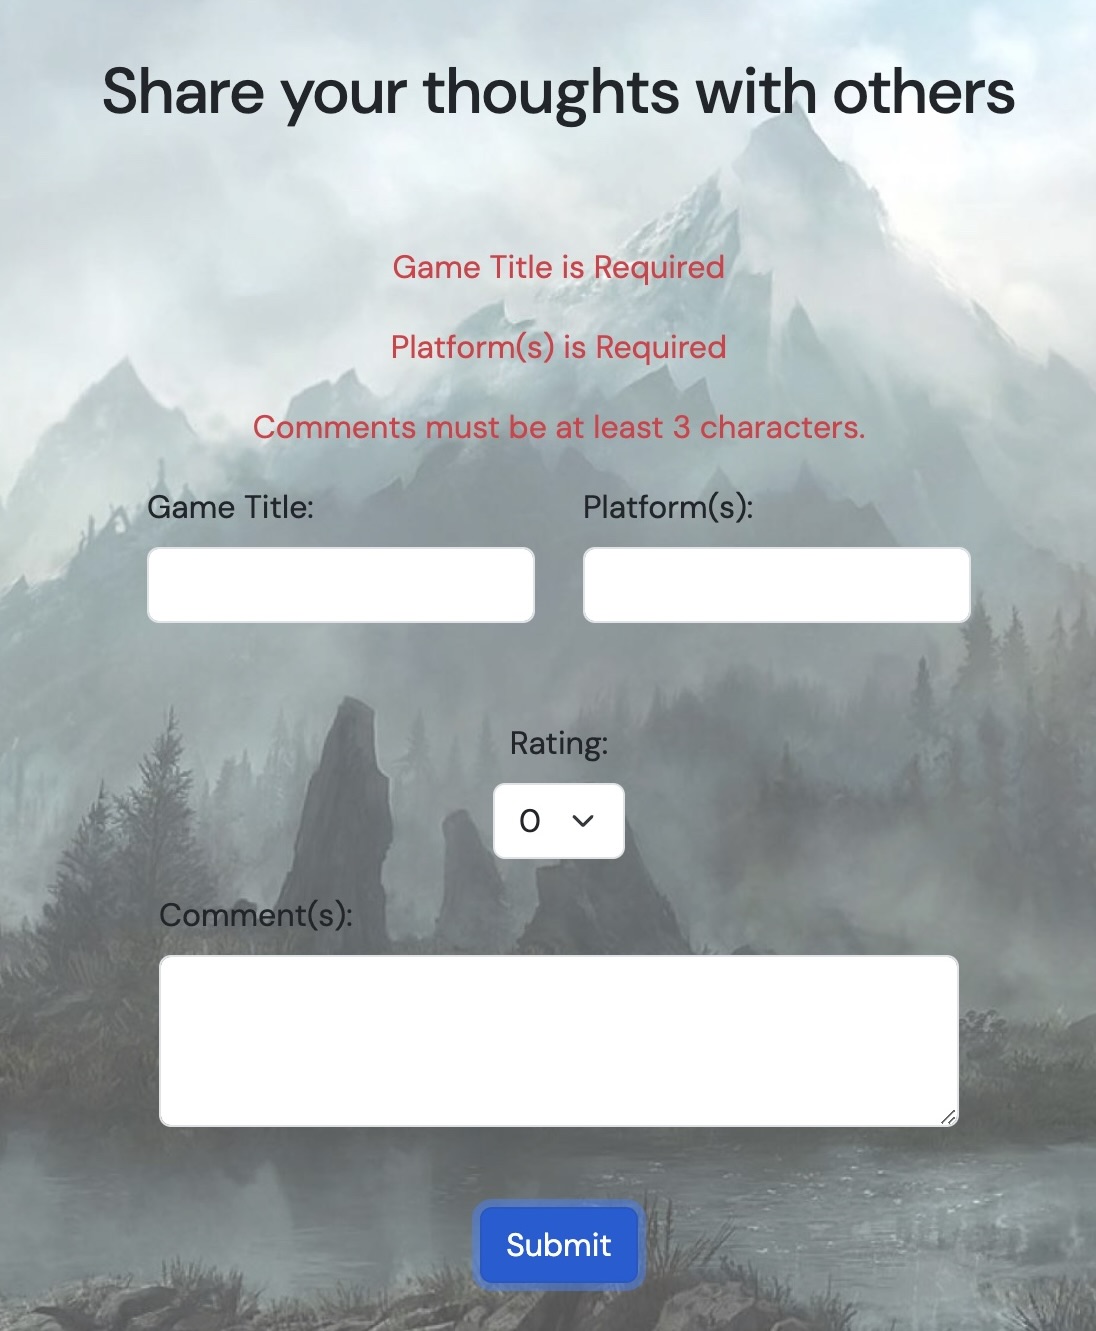 Share your thoughts with others
Game Title is Required
Platform(s) is Required
Comments must be at least 3 characters.
Game Title:
Platform(s):
Rating:
0
Comment(s):
Submit